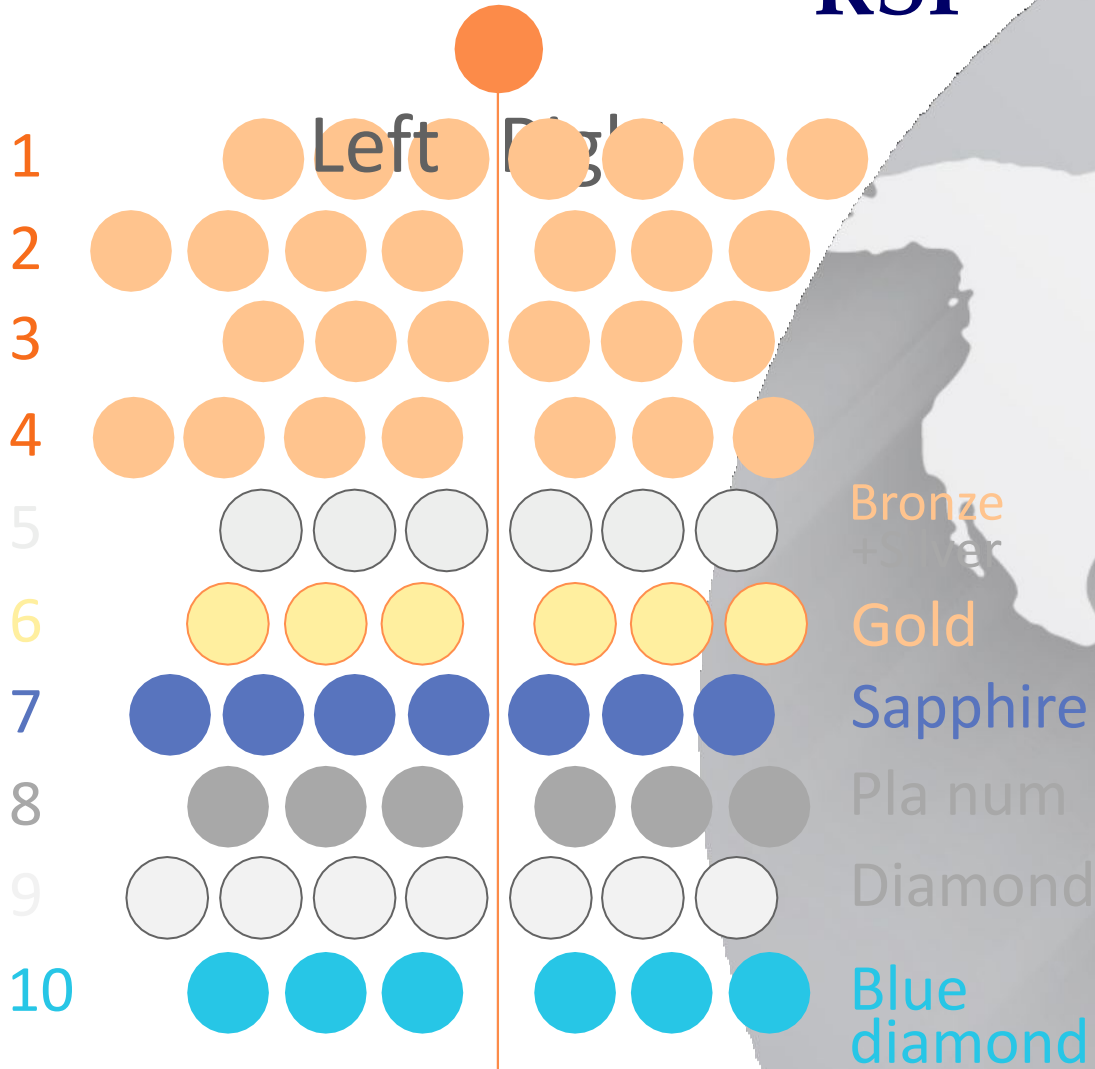 Left
1
2
3
4
5
Bronze
+Silver
6
Gold
7
Sapphire
8
Pla num
9
Diamond
10
Blue
diamond